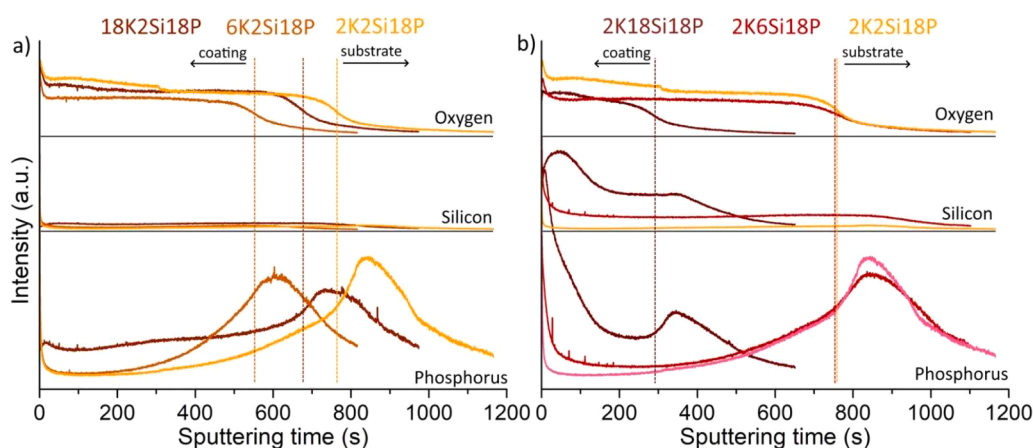 a)
18K2Si18P 6K2Si18P 2K2Si18P
coating substrate
Oxygen
Silicon
Phosphorus
Intensity (a.u.)
0 200 400 600 800 1000 1200
Sputtering time (s)
b)
2K18Si18P 2K6Si18P 2K2Si18P
coating substrate
Oxygen
Silicon
Phosphorus
0 200 400 600 800 1000 1200
Sputtering time (s)